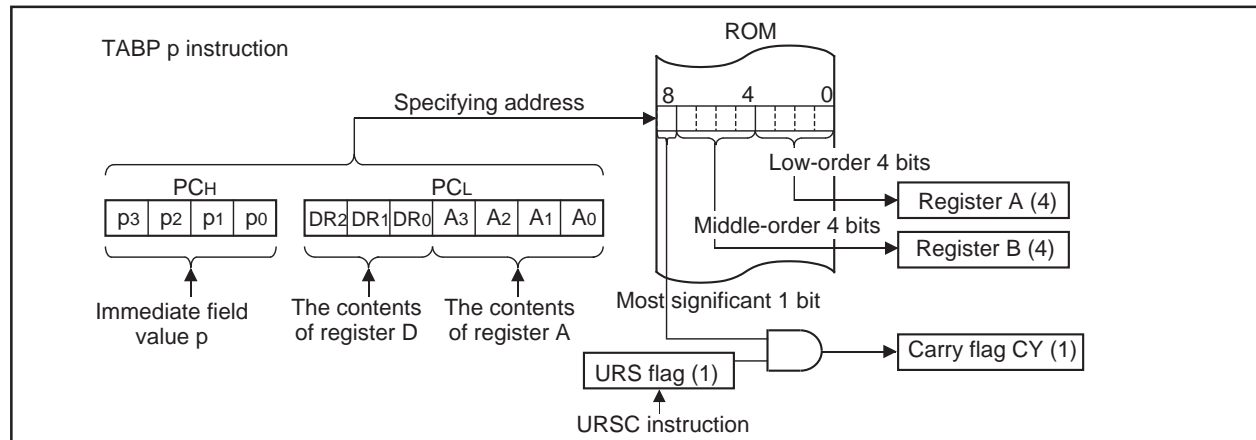 TABP p instruction
ROM
Specifying address
8 4 0
Low-order 4 bits
PCH
PCL
p3 p2 p1 p0
DR2 DR1 DR0 A3 A2 A1 A0
Register A (4)
Middle-order 4 bits
Register B (4)
Immediate field
value p
The contents
of register D
The contents
of register A
Most significant 1 bit
Carry flag CY (1)
URS flag (1)
URSC instruction